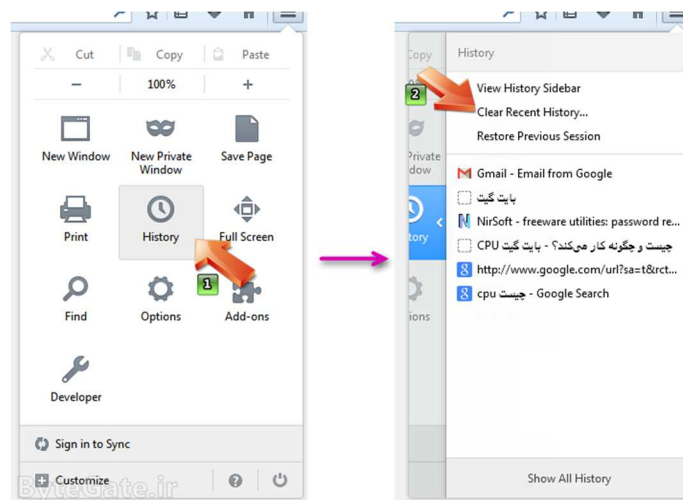 Cut
Copy
Paste
100%
New Window
New Private
Window
Save Page
Print
History
Full Screen
1
Find
Options
Add-ons
Developer
Sign in to Sync
Customize
ByteGate.ir
Copy
History
2
View History Sidebar
Clear Recent History...
Restore Previous Session
Private
dow
Gmail - Email from Google
بایت گیت
NirSoft - freeware utilities: password re...
چیست و چگونه کار می‌کند؟ - بایت گیت CPU
http://www.google.com/url?sa=t&rct...
cpu چیست - Google Search
tory
ions
Show All History